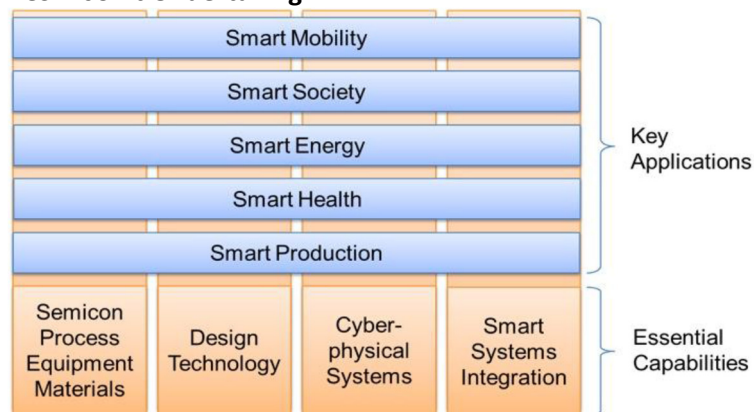 Smart Mobility
Smart Society
Smart Energy
Smart Health
Smart Production
Key
Applications
Semicon
Process
Equipment
Materials
Design
Technology
Cyber-
physical
Systems
Smart
Systems
Integration
Essential
Capabilities